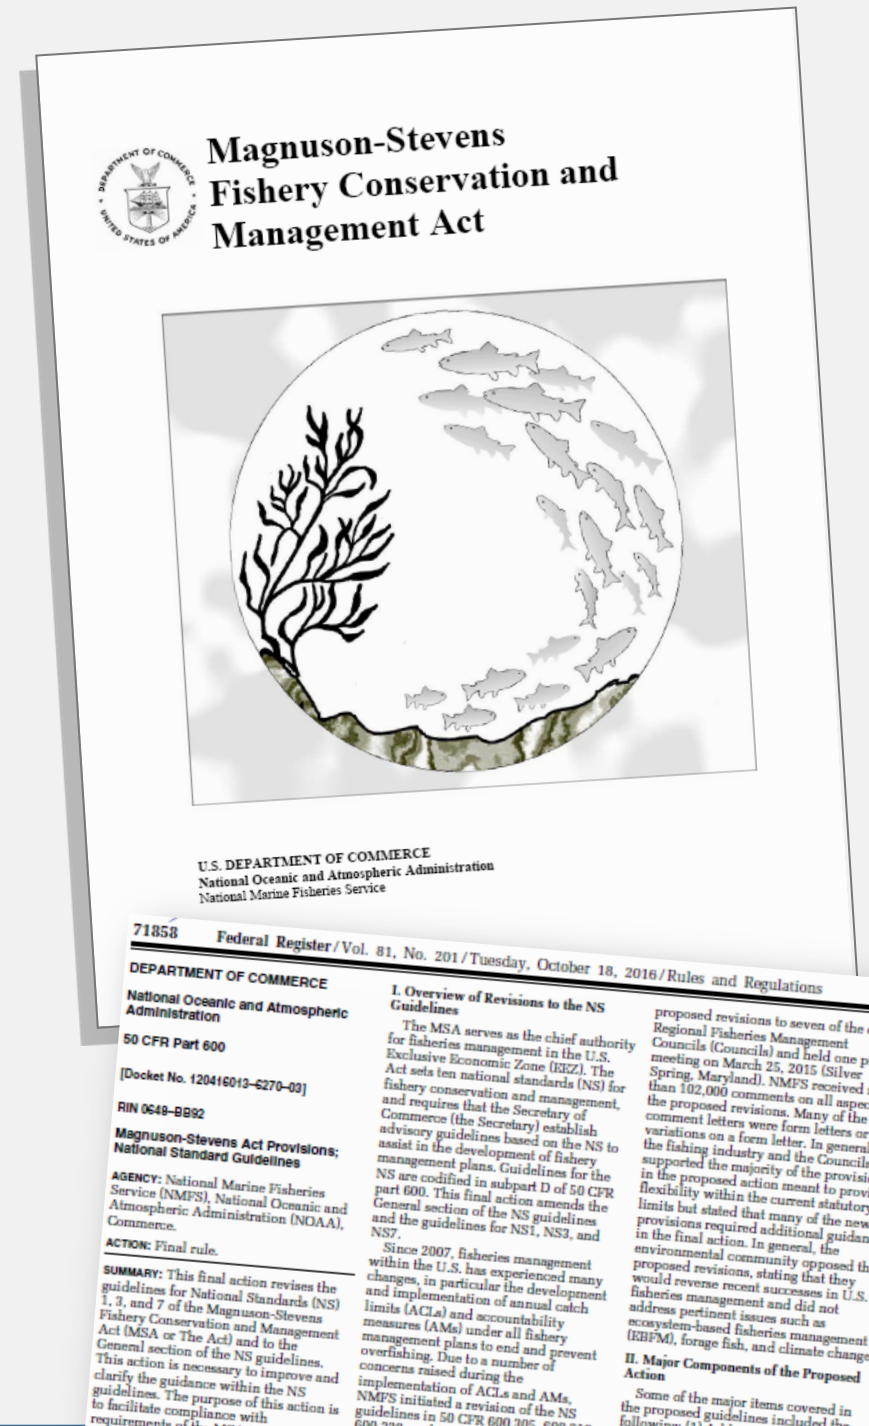 DEPARTMENT OF COMMERCE
UNITED STATES OF AMERICA
Magnuson-Stevens
Fishery Conservation and
Management Act
U.S. DEPARTMENT OF COMMERCE
National Oceanic and Atmospheric Administration
National Marine Fisheries Service
71858 Federal Register / Vol. 81, No. 201 / Tuesday, October 18, 2016 / Rules and Regulations
DEPARTMENT OF COMMERCE
National Oceanic and Atmospheric
Administration
50 CFR Part 600
[Docket No. 120416013–6270–03]
RIN 0648–BB92
Magnuson-Stevens Act Provisions;
National Standard Guidelines
AGENCY: National Marine Fisheries
Service (NMFS), National Oceanic and
Atmospheric Administration (NOAA),
Commerce.
ACTION: Final rule.
SUMMARY: This final action revises the
guidelines for National Standards (NS)
1, 3, and 7 of the Magnuson-Stevens
Fishery Conservation and Management
Act (MSA or The Act) and to the
General section of the NS guidelines.
This action is necessary to improve and
clarify the guidance within the NS
guidelines. The purpose of this action is
to facilitate compliance with
requirements of the
I. Overview of Revisions to the NS
Guidelines
The MSA serves as the chief authority
for fisheries management in the U.S.
Exclusive Economic Zone (EEZ). The
Act sets ten national standards (NS) for
fishery conservation and management,
and requires that the Secretary of
Commerce (the Secretary) establish
advisory guidelines based on the NS to
assist in the development of fishery
management plans. Guidelines for the
NS are codified in subpart D of 50 CFR
part 600. This final action amends the
General section of the NS guidelines
and the guidelines for NS1, NS3, and
NS7.
Since 2007, fisheries management
within the U.S. has experienced many
changes, in particular the development
and implementation of annual catch
limits (ACLs) and accountability
measures (AMs) under all fishery
management plans to end and prevent
overfishing. Due to a number of
concerns raised during the
implementation of ACLs and AMs,
NMFS initiated a revision of the NS
guidelines in 50 CFR 600.305,
proposed revisions to seven of the
Regional Fisheries Management
Councils (Councils) and held one
meeting on March 25, 2015 (Silver
Spring, Maryland). NMFS received
than 102,000 comments on all
the proposed revisions. Many of the
comment letters were form letters or
variations on a form letter. In
the fishing industry and the
supported the majority of the
in the proposed action meant to
flexibility within the current
limits but stated that many of the new
provisions required additional
in the final action. In general, the
environmental community opposed
proposed revisions, stating that they
would reverse recent successes in U.S.
fisheries management and did not
address pertinent issues such as
ecosystem-based fisheries management
(EBFM), forage fish, and climate
II. Major Components of the Proposed
Action
Some of the major items covered in
the proposed guidelines included the